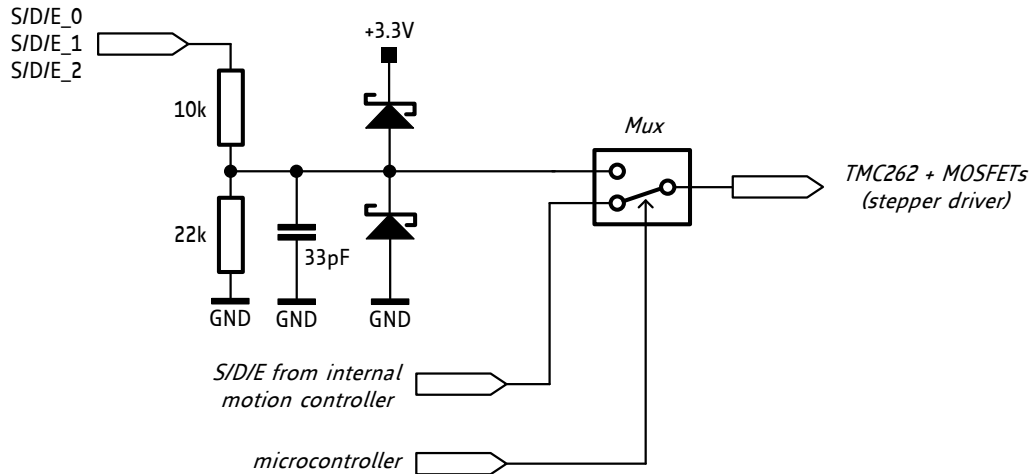 S/D/E_0
S/D/E_1
S/D/E_2
+3.3V
10k
Mux
TMC262 + MOSFETs
(stepper driver)
22k
33pF
GND
GND
GND
S/D/E from internal
motion controller
microcontroller